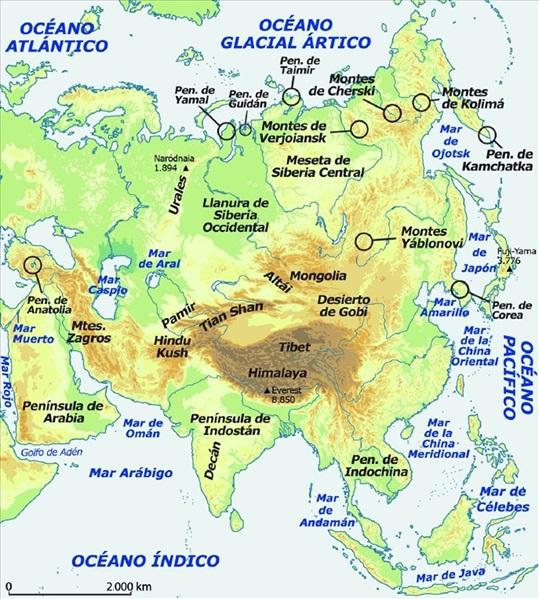 OCÉANO
ATLÁNTICO
OCÉANO
GLACIAL ÁRTICO
Pen. de
Taimir
Pen. de
Yamal
Pen. de
Guidán
Montes
de Cherski
Montes
de Kolimá
Montes de
Verjoiansk
Mar
de
Ojotsk
Pen. de
Kamchatka
Naródnaia
1.894
Urales
Meseta de
Siberia Central
Llanura de
Siberia
Occidental
Montes
Yáblonovi
Mar
de
Japón
Fuji-Yama
3.776
Mar
de Aral
Mar
Caspio
Altái
Mongolia
Pen. de
Anatolia
Pamir
Tian Shan
Desierto
de Gobi
Mar
Amarillo
Pen. de
Corea
Mar
Muerto
Mtes.
Zagros
Hindu
Kush
Tibet
Himalaya
Everest
8.850
Mar
de la
China
Oriental
OCÉANO
PACÍFICO
Mar Rojo
Península de
Arabia
Mar de
Omán
Península de
Indostán
Decán
Mar
de la
China
Meridional
Golfo de Adén
Mar Arábigo
Pen. de
Indochina
Mar
de
Andamán
Mar de
Célebes
OCÉANO ÍNDICO
Mar de Java
0
2.000 km